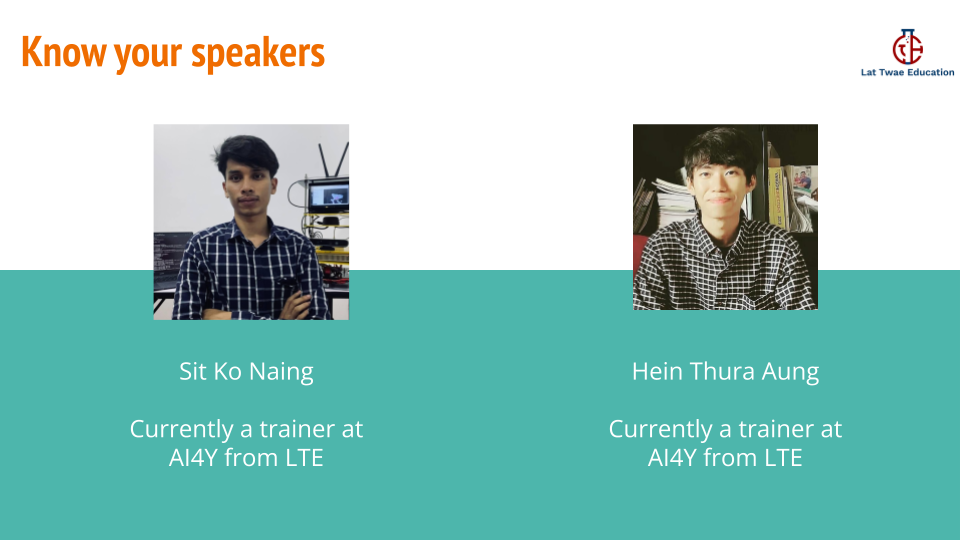 Know your speakers
Lat Twae Education
Sit Ko Naing
Currently a trainer at
AI4Y from LTE
Hein Thura Aung
Currently a trainer at
AI4Y from LTE